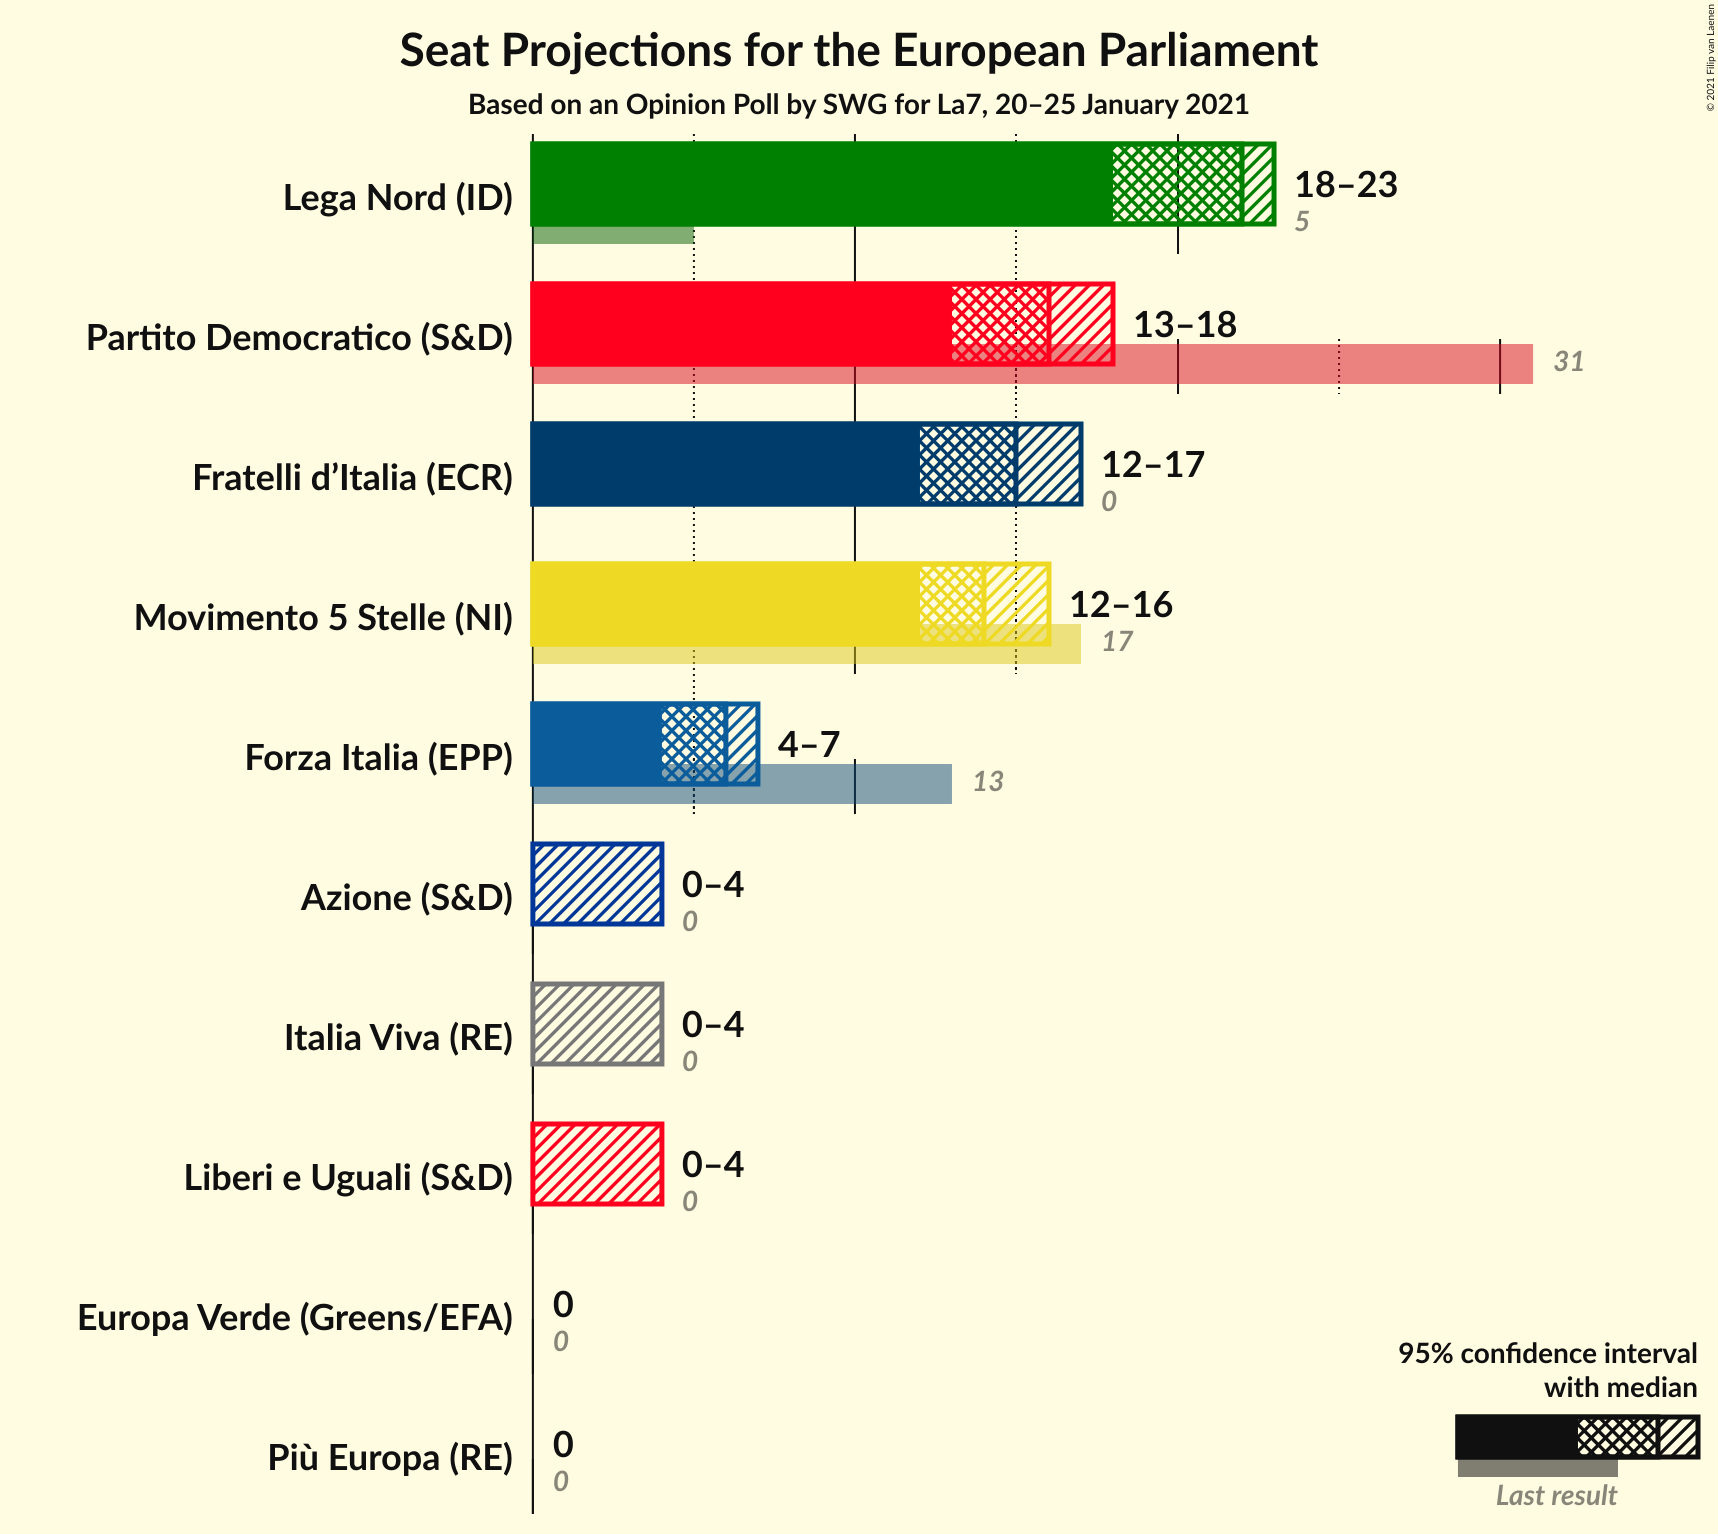 Seat Projections for the European Parliament
Based on an Opinion Poll by SWG for La7, 20–25 January 2021
© 2021 Filip van Laenen
Lega Nord (ID)
18–23
5
Partito Democratico (S&D)
13–18
31
Fratelli d’Italia (ECR)
12–17
0
Movimento 5 Stelle (NI)
12–16
17
Forza Italia (EPP)
4–7
13
Azione (S&D)
0–4
0
Italia Viva (RE)
0–4
0
Liberi e Uguali (S&D)
0–4
0
Europa Verde (Greens/EFA)
0
0
Più Europa (RE)
0
0
95% confidence interval
with median
Last result